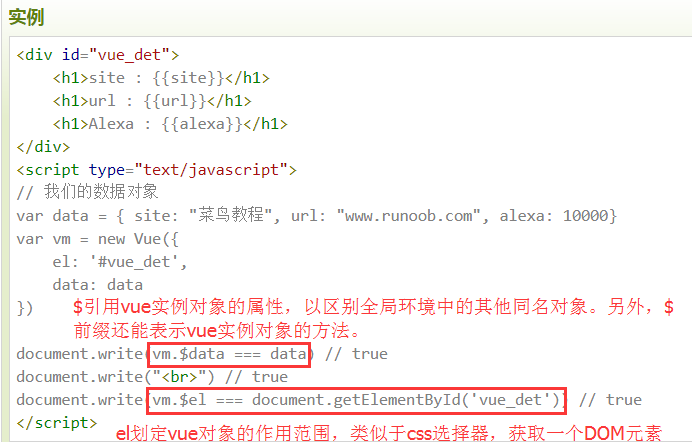 实例
<div id="vue_det">
    <h1>site : {{site}}</h1>
    <h1>url : {{url}}</h1>
    <h1>Alexa : {{alexa}}</h1>
</div>
<script type="text/javascript">
// 我们的数据对象
var data = { site: "菜鸟教程", url: "www.runoob.com", alexa: 10000}
var vm = new Vue({
    el: '#vue_det',
    data: data
})
$引用vue实例对象的属性，以区别全局环境中的其他同名对象。另外，$
前缀还能表示vue实例对象的方法。
document.write(vm.$data === data) // true
document.write("<br>") // true
document.write(vm.$el === document.getElementById('vue_det')) // true
</script>
el划定vue对象的作用范围，类似于css选择器，获取一个DOM元素